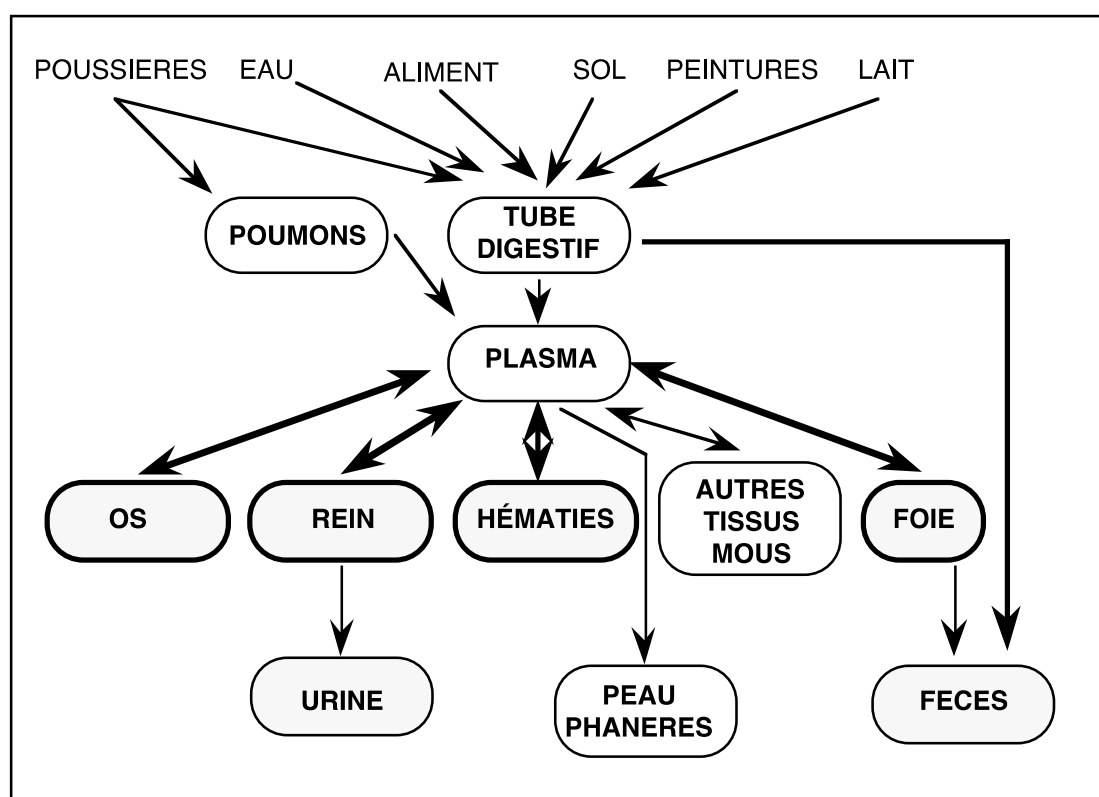 POUSSIERES EAU ALIMENT SOL PEINTURES LAIT
POUMONS
TUBE
DIGESTIF
PLASMA
OS
REIN
HÉMATIES
AUTRES
TISSUS
MOUS
FOIE
URINE
PEAU
PHANERES
FECES